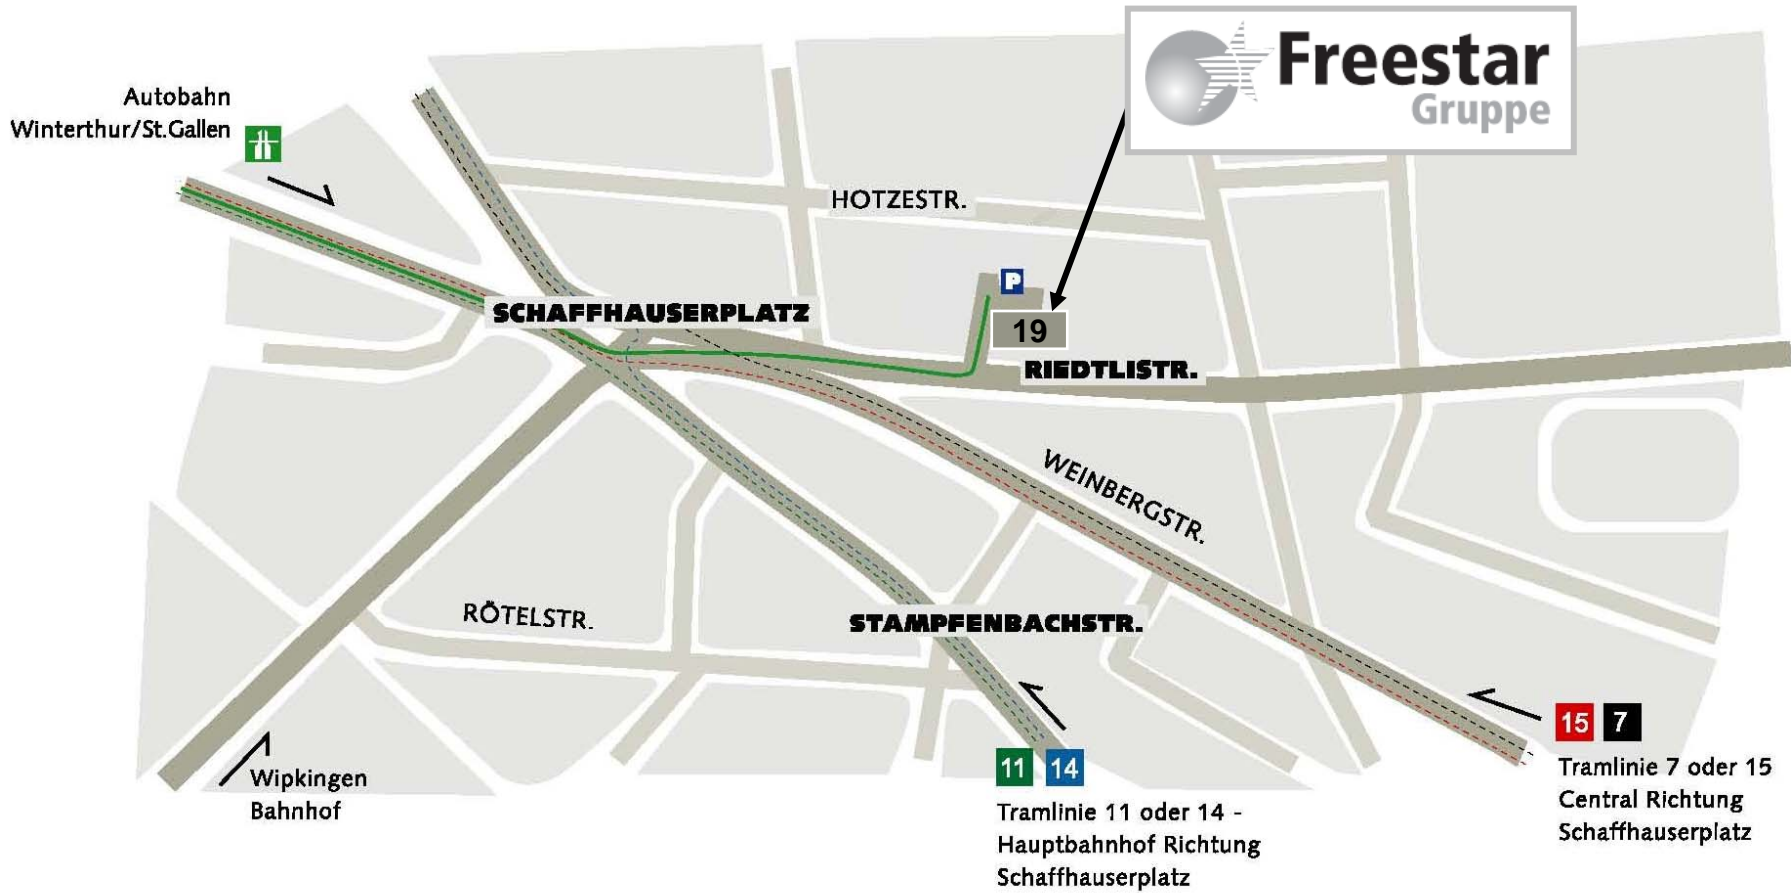 Freestar
Gruppe
Autobahn
Winterthur/St.Gallen
HOTZESTR.
P
SCHAFFHAUSERPLATZ
19
RIEDTLISTR.
WEINBERGSTR.
RÖTELSTR.
STAMPFENBACHSTR.
15 7
Tramlinie 7 oder 15
Central Richtung
Schaffhauserplatz
11 14
Tramlinie 11 oder 14 -
Hauptbahnhof Richtung
Schaffhauserplatz
Wipkingen
Bahnhof